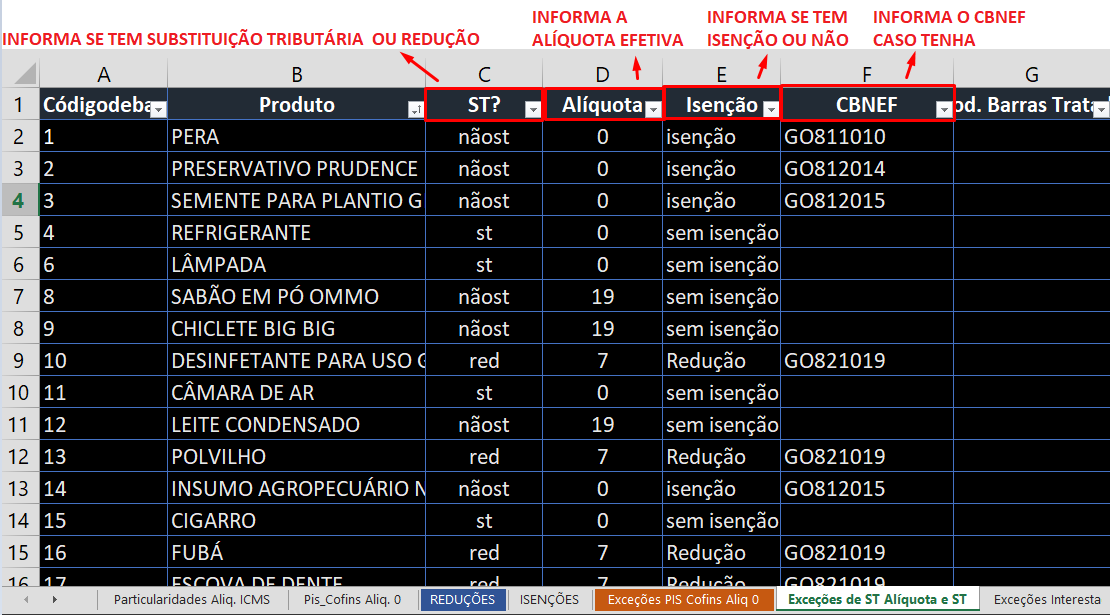 INFORMA SE TEM SUBSTITUIÇÃO TRIBUTÁRIA OU REDUÇÃO
INFORMA A
ALÍQUOTA EFETIVA
INFORMA SE TEM
ISENÇÃO OU NÃO
INFORMA O CBNEF
CASO TENHA
A B C D E F G
1 Códigodeba Produto ST? Alíquota Isenção CBNEF od. Barras Trata
2 1 PERA nãost 0 isenção GO811010
3 2 PRESERVATIVO PRUDENCE nãost 0 isenção GO812014
4 3 SEMENTE PARA PLANTIO G nãost 0 isenção GO812015
5 4 REFRIGERANTE st 0 sem isenção
6 6 LÂMPADA st 0 sem isenção
7 8 SABÃO EM PÓ OMMO nãost 19 sem isenção
8 9 CHICLETE BIG BIG nãost 19 sem isenção
9 10 DESINFETANTE PARA USO red 7 Redução GO821019
10 11 CÂMARA DE AR st 0 sem isenção
11 12 LEITE CONDENSADO nãost 19 sem isenção
12 13 POLVILHO red 7 Redução GO821019
13 14 INSUMO AGROPECUÁRIO N nãost 0 isenção GO812015
14 15 CIGARRO st 0 sem isenção
15 16 FUBÁ red 7 Redução GO821019
16 17 ESCOVA DE DENTE red 7 Redução GO821019
Particularidades Aliq. ICMS Pis_Cofins Aliq. 0 REDUÇÕES ISENÇÕES Exceções PIS Cofins Aliq 0 Exceções de ST Alíquota e ST Exceções Interesta